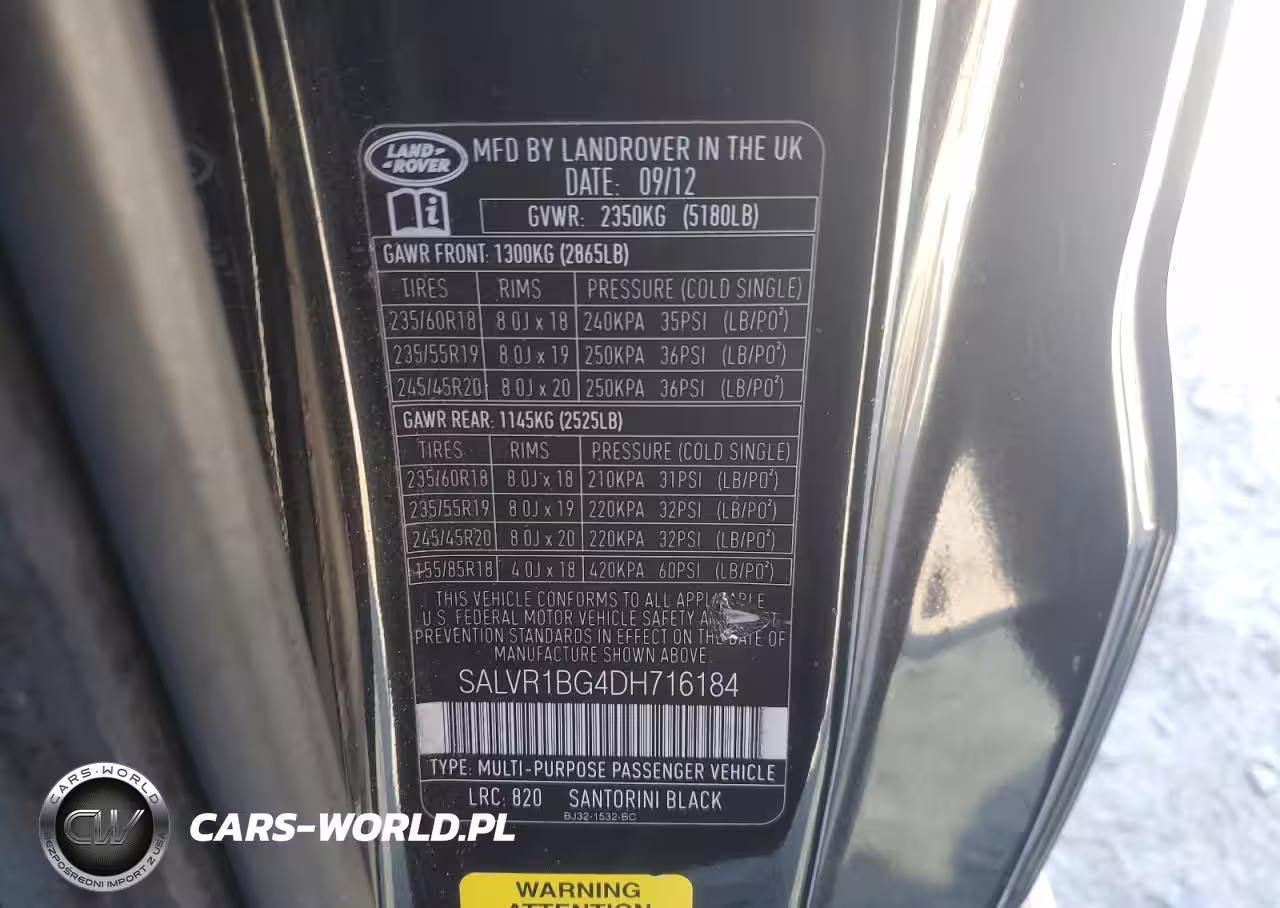 LAND-
-ROVER
MFD BY LANDROVER IN THE UK
DATE: 09/12
i
GVWR: 2350KG (5180LB)
GAWR FRONT: 1300KG (2865LB)
TIRES RIMS PRESSURE (COLD SINGLE)
235/60R18 8.0J x 18 240KPA 35PSI (LB/PO²)
235/55R19 8.0J x 19 250KPA 36PSI (LB/PO²)
245/45R20 8.0J x 20 250KPA 36PSI (LB/PO²)
GAWR REAR: 1145KG (2525LB)
TIRES RIMS PRESSURE (COLD SINGLE)
235/60R18 8.0J x 18 210KPA 31PSI (LB/PO²)
235/55R19 8.0J x 19 220KPA 32PSI (LB/PO²)
245/45R20 8.0J x 20 220KPA 32PSI (LB/PO²)
155/85R18 4.0J x 18 420KPA 60PSI (LB/PO²)
THIS VEHICLE CONFORMS TO ALL APPLICABLE
U.S. FEDERAL MOTOR VEHICLE SAFETY
PREVENTION STANDARDS IN EFFECT ON THE DATE OF
MANUFACTURE SHOWN ABOVE.
SALVR1BG4DH716184
TYPE: MULTI-PURPOSE PASSENGER VEHICLE
LRC: 820 SANTORINI BLACK
BJ32-1532-BC
WARNING
ATTENTION
CARS-WORLD
CW
BEZPOŚREDNI IMPORT Z USA
CARS-WORLD.PL